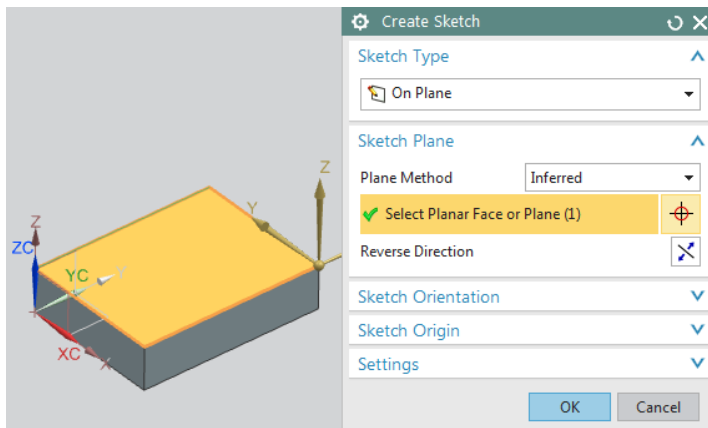 Create Sketch
Sketch Type
On Plane
Sketch Plane
Plane Method Inferred
Select Planar Face or Plane (1)
Reverse Direction
Sketch Orientation
Sketch Origin
Settings
OK Cancel
Z
Y
Z
ZC
YC
Y
XC
X